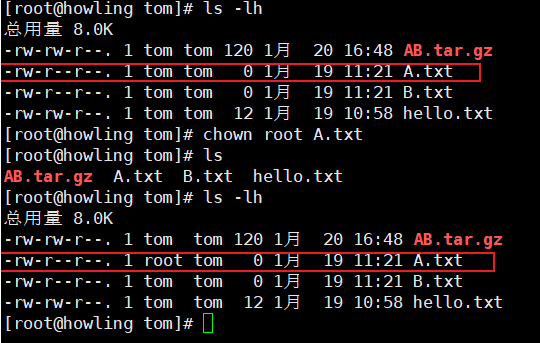 [root@howling tom]# ls -lh
总用量 8.0K
-rw-rw-r--. 1 tom tom 120 1月  20 16:48 AB.tar.gz
-rw-r--r--. 1 tom tom   0 1月  19 11:21 A.txt
-rw-r--r--. 1 tom tom   0 1月  19 11:21 B.txt
-rw-rw-r--. 1 tom tom  12 1月  19 10:58 hello.txt
[root@howling tom]# chown root A.txt
[root@howling tom]# ls
AB.tar.gz  A.txt  B.txt  hello.txt
[root@howling tom]# ls -lh
总用量 8.0K
-rw-rw-r--. 1 tom  tom 120 1月  20 16:48 AB.tar.gz
-rw-r--r--. 1 root tom   0 1月  19 11:21 A.txt
-rw-r--r--. 1 tom  tom   0 1月  19 11:21 B.txt
-rw-rw-r--. 1 tom  tom  12 1月  19 10:58 hello.txt
[root@howling tom]#